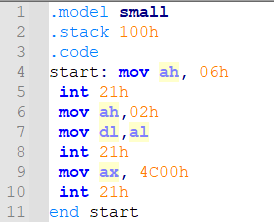 1 .model small
2 .stack 100h
3 .code
4 start: mov ah, 06h
5 int 21h
6 mov ah,02h
7 mov dl,al
8 int 21h
9 mov ax, 4C00h
10 int 21h
11 end start